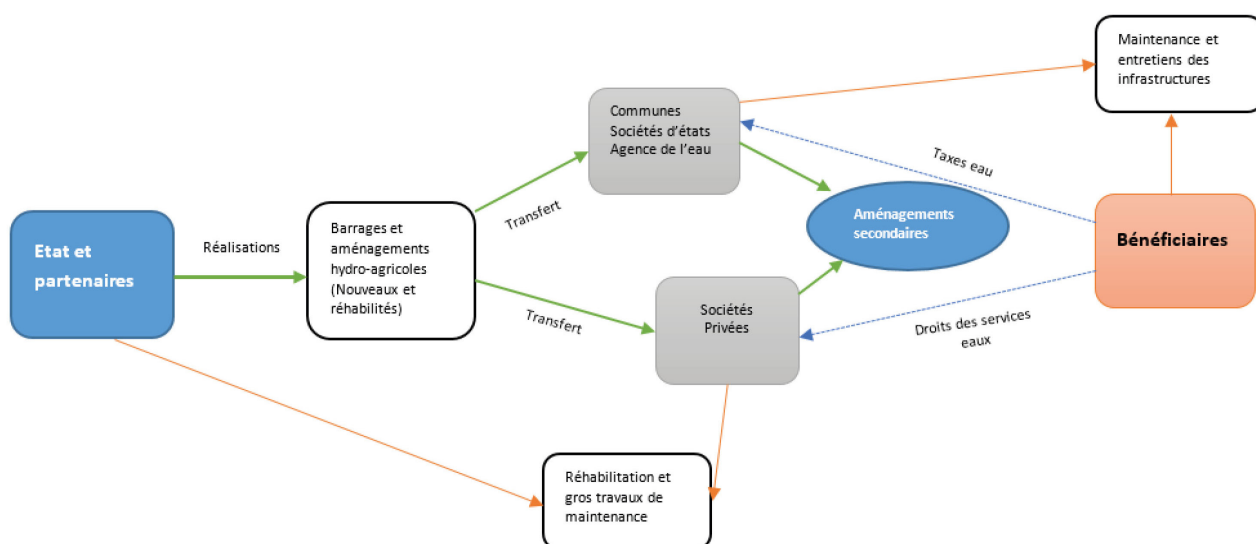 Maintenance et
entretiens des
infrastructures
Communes
Sociétés d'états
Agence de l'eau
Taxes eau
Transfert
Aménagements
secondaires
Bénéficiaires
Etat et
partenaires
Réalisations
Barrages et
aménagements
hydro-agricoles
(Nouveaux et
réhabilités)
Transfert
Sociétés
Privées
Droits des services
eaux
Réhabilitation et
gros travaux de
maintenance